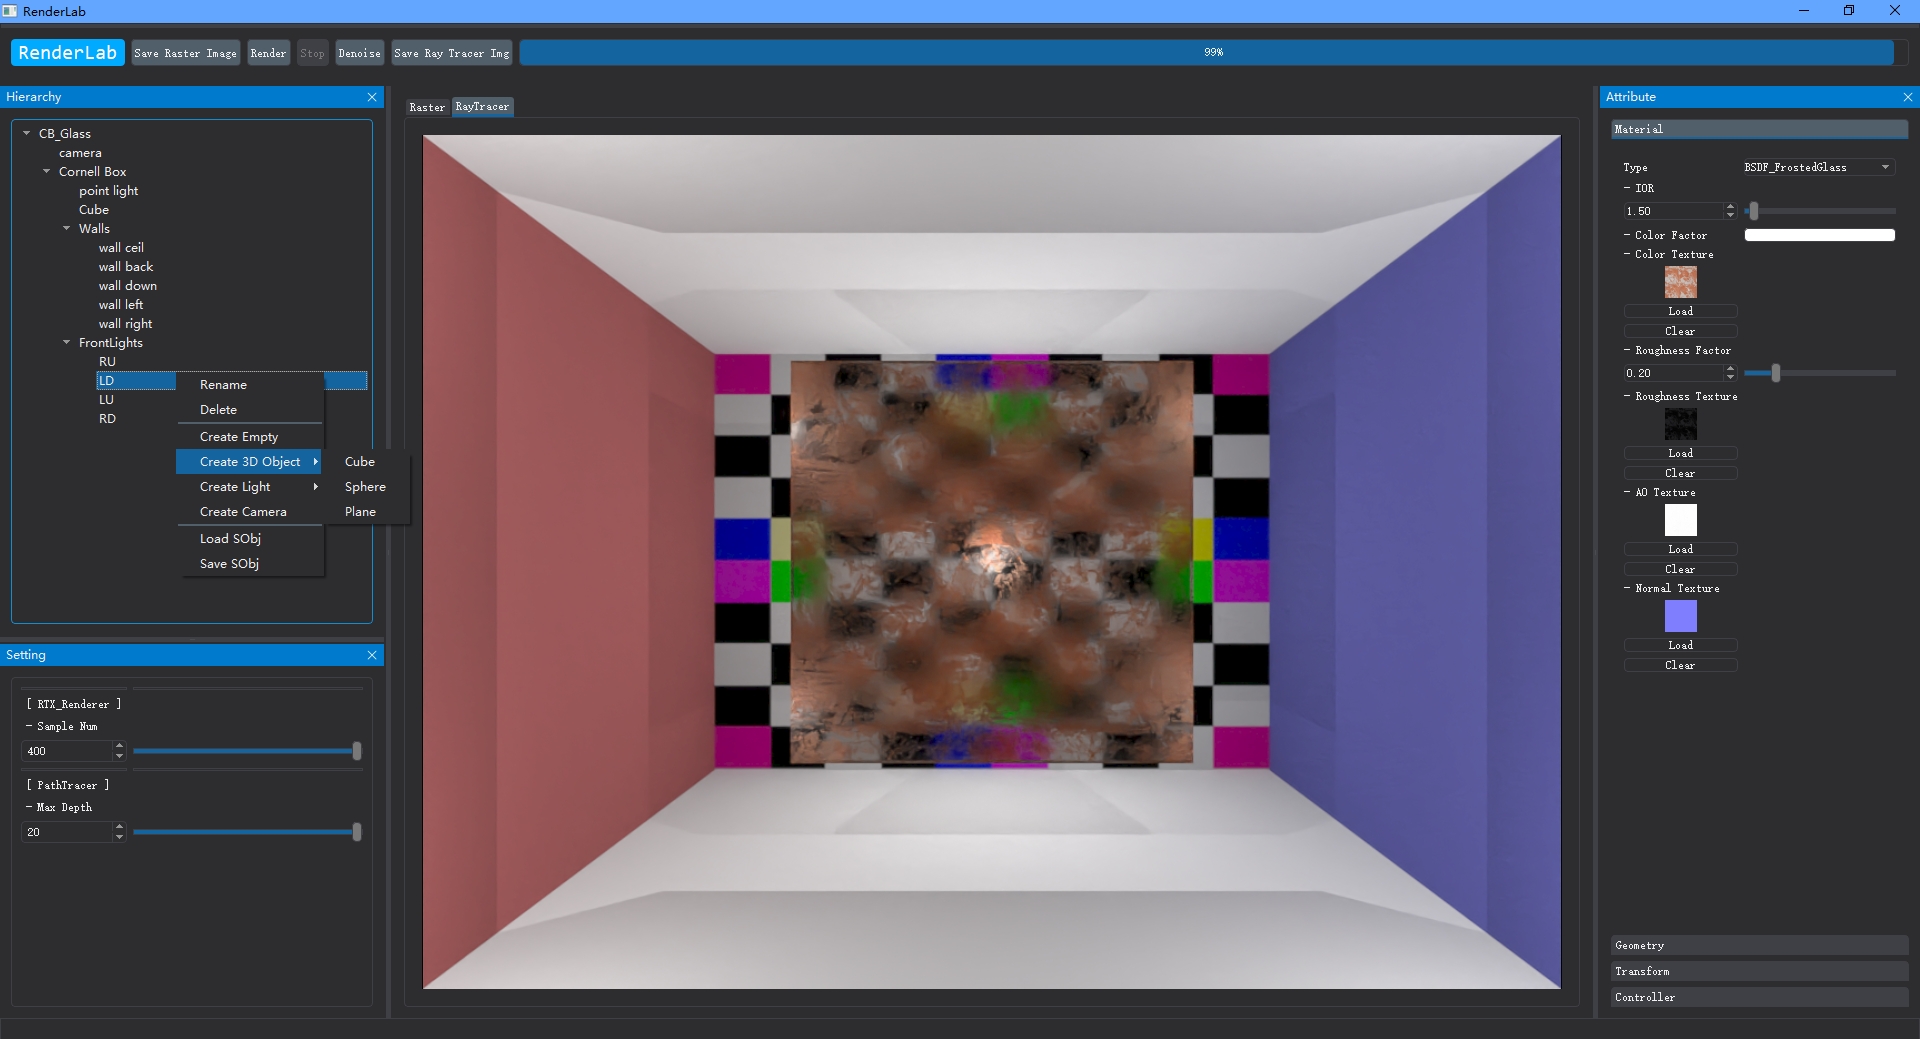 RenderLab
RenderLab
Save Raster Image
Render
Stop
Denoise
Save Ray Tracer Img
99%
Hierarchy
CB_Glass
camera
Cornell Box
point light
Cube
Walls
wall ceil
wall back
wall down
wall left
wall right
FrontLights
RU
LD
LU
RD
Rename
Delete
Create Empty
Create 3D Object
Create Light
Create Camera
Load SObj
Save SObj
Cube
Sphere
Plane
Setting
[ RTX_Renderer ]
- Sample Num
400
[ PathTracer ]
- Max Depth
20
Raster
RayTracer
Attribute
Material
Type
BSDF_FrostedGlass
- IOR
1.50
- Color Factor
- Color Texture
Load
Clear
- Roughness Factor
0.20
- Roughness Texture
Load
Clear
- AO Texture
Load
Clear
- Normal Texture
Load
Clear
Geometry
Transform
Controller